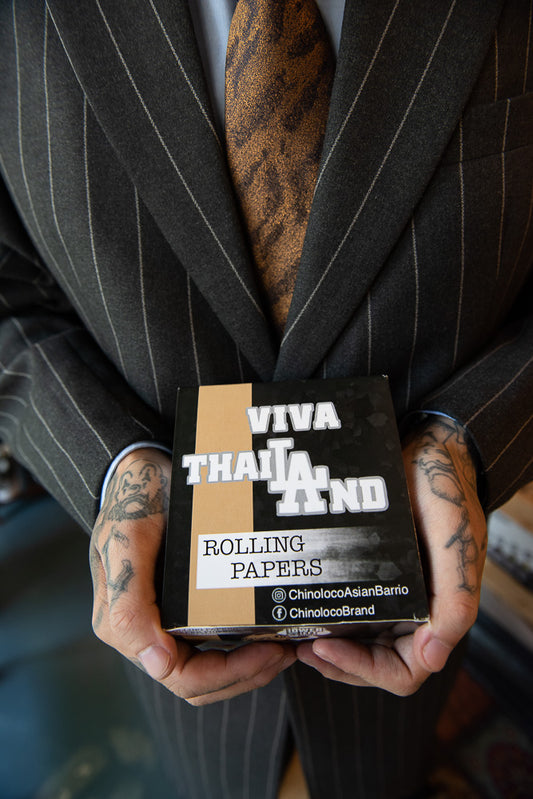 VIVA
THAILAND
ROLLING
PAPERS
ChinolocoAsianBarrio
ChinolocoBrand